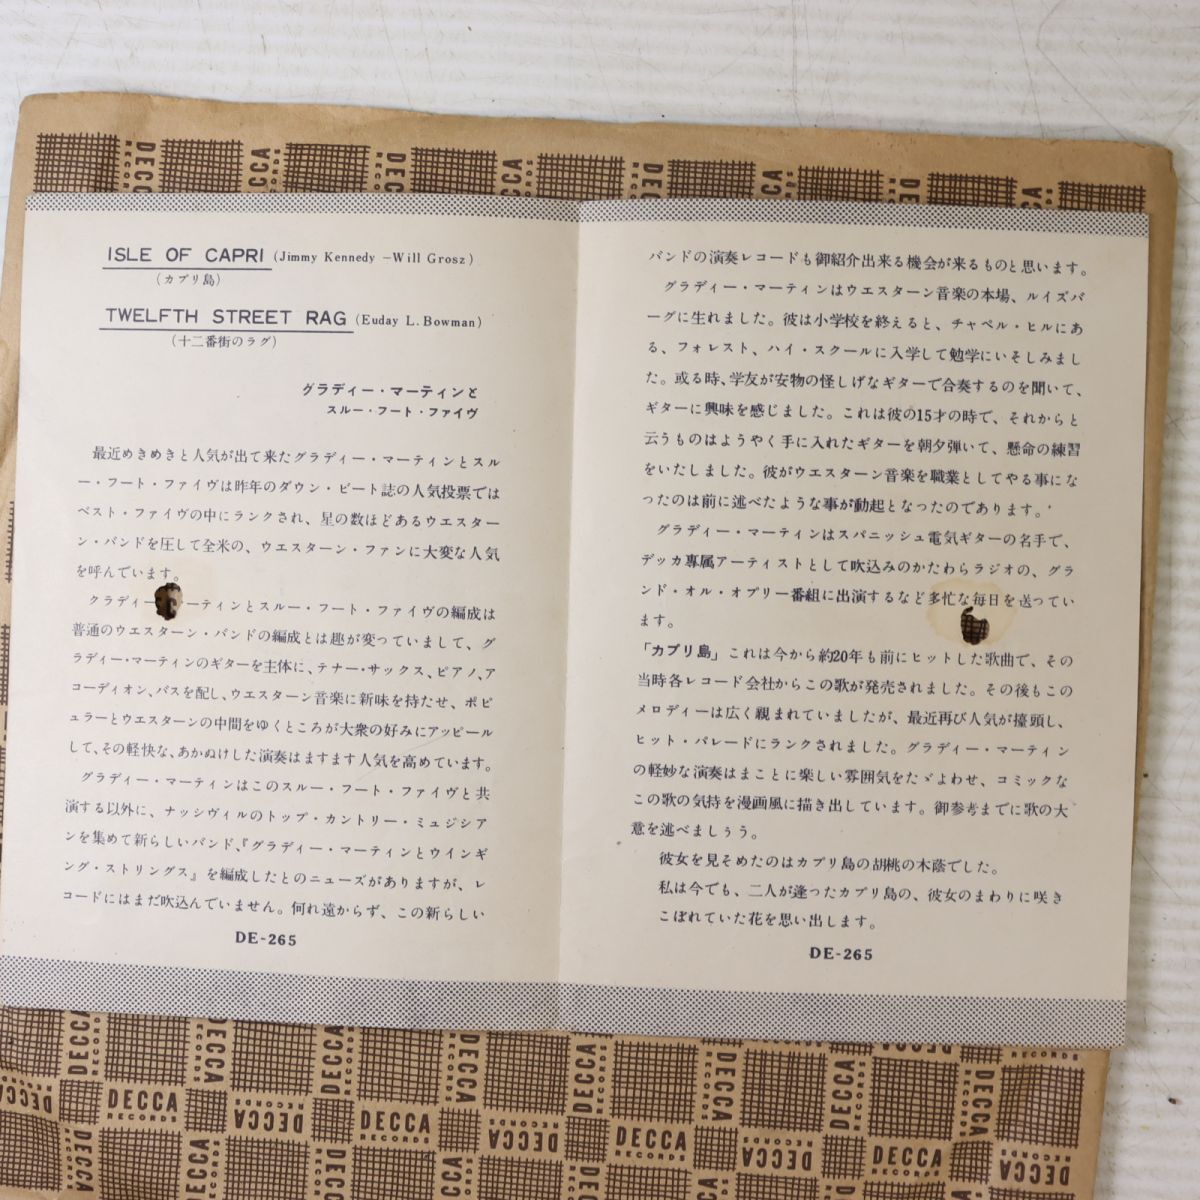 ISLE OF CAPRI (Jimmy Kennedy －Will Grosz)
（カプリ島）
TWELFTH STREET RAG (Euday L. Bowman)
（十二番街のラグ）
グラディー・マーティンと
スルー・フート・ファイヴ
最近めきめきと人気が出て来たグラディー・マーティンとスル
ー・フート・ファイヴは昨年のダウン・ビート誌の人気投票では
ベスト・ファイヴの中にランクされ、星の数ほどあるウエスター
ン・バンドを圧して全米の、ウエスターン・ファンに大変な人気
を呼んでいます。
クラディー ーティンとスルー・フート・ファイヴの編成は
普通のウエスターン・バンドの編成とは趣が変っていまして、グ
ラディー・マーティンのギターを主体に、テナー・サックス、ピアノ、ア
コーディオン、バスを配し、ウエスターン音楽に新味を持たせ、ポピ
ュラーとウエスターンの中間をゆくところが大衆の好みにアッピール
して、その軽快な、あかぬけした演奏はますます人気を高めています。
グラディー・マーティンはこのスルー・フート・ファイヴと共
演する以外に、ナッシヴィルのトップ・カントリー・ミュジシア
ンを集めて新らしいバンド、『グラディー・マーティンとウインギ
ング・ストリングス』を編成したとのニューズがありますが、レ
コードにはまだ吹込んでいません。何れ遠からず、この新らしい
DE-265
バンドの演奏レコードも御紹介出来る機会が来るものと思います。
グラディー・マーティンはウエスターン音楽の本場、ルイズバ
ーグに生れました。彼は小学校を終えると、チャペル・ヒルにあ
る、フォレスト、ハイ・スクールに入学して勉学にいそしみまし
た。或る時、学友が安物の怪しげなギターで合奏するのを聞いて、
ギターに興味を感じました。これは彼の15才の時で、それからと
云うものはようやく手に入れたギターを朝夕弾いて、懸命の練習
をいたしました。彼がウエスターン音楽を職業としてやる事にな
ったのは前に述べたような事が動起となったのであります。
グラディー・マーティンはスパニッシュ電気ギターの名手で、
デッカ専属アーティストとして吹込みのかたわらラジオの、グラ
ンド・オル・オプリー番組に出演するなど多忙な毎日を送ってい
ます。
「カプリ島」これは今から約20年も前にヒットした歌曲で、その
当時各レコード会社からこの歌が発売されました。その後もこの
メロディーは広く親まれていましたが、最近再び人気が擡頭し、
ヒット・パレードにランクされました。グラディー・マーティン
の軽妙な演奏はまことに楽しい雰囲気をたゞよわせ、コミックな
この歌の気持を漫画風に描き出しています。御参考までに歌の大
意を述べましょう。
彼女を見そめたのはカプリ島の胡桃の木蔭でした。
私は今でも、二人が逢ったカプリ島の、彼女のまわりに咲き
こぼれていた花を思い出します。
DE-265
DECCA
RECORDS
DECCA
RECORDS
DECCA
RECORDS
DECCA
RECORDS
DECCA
RECORDS